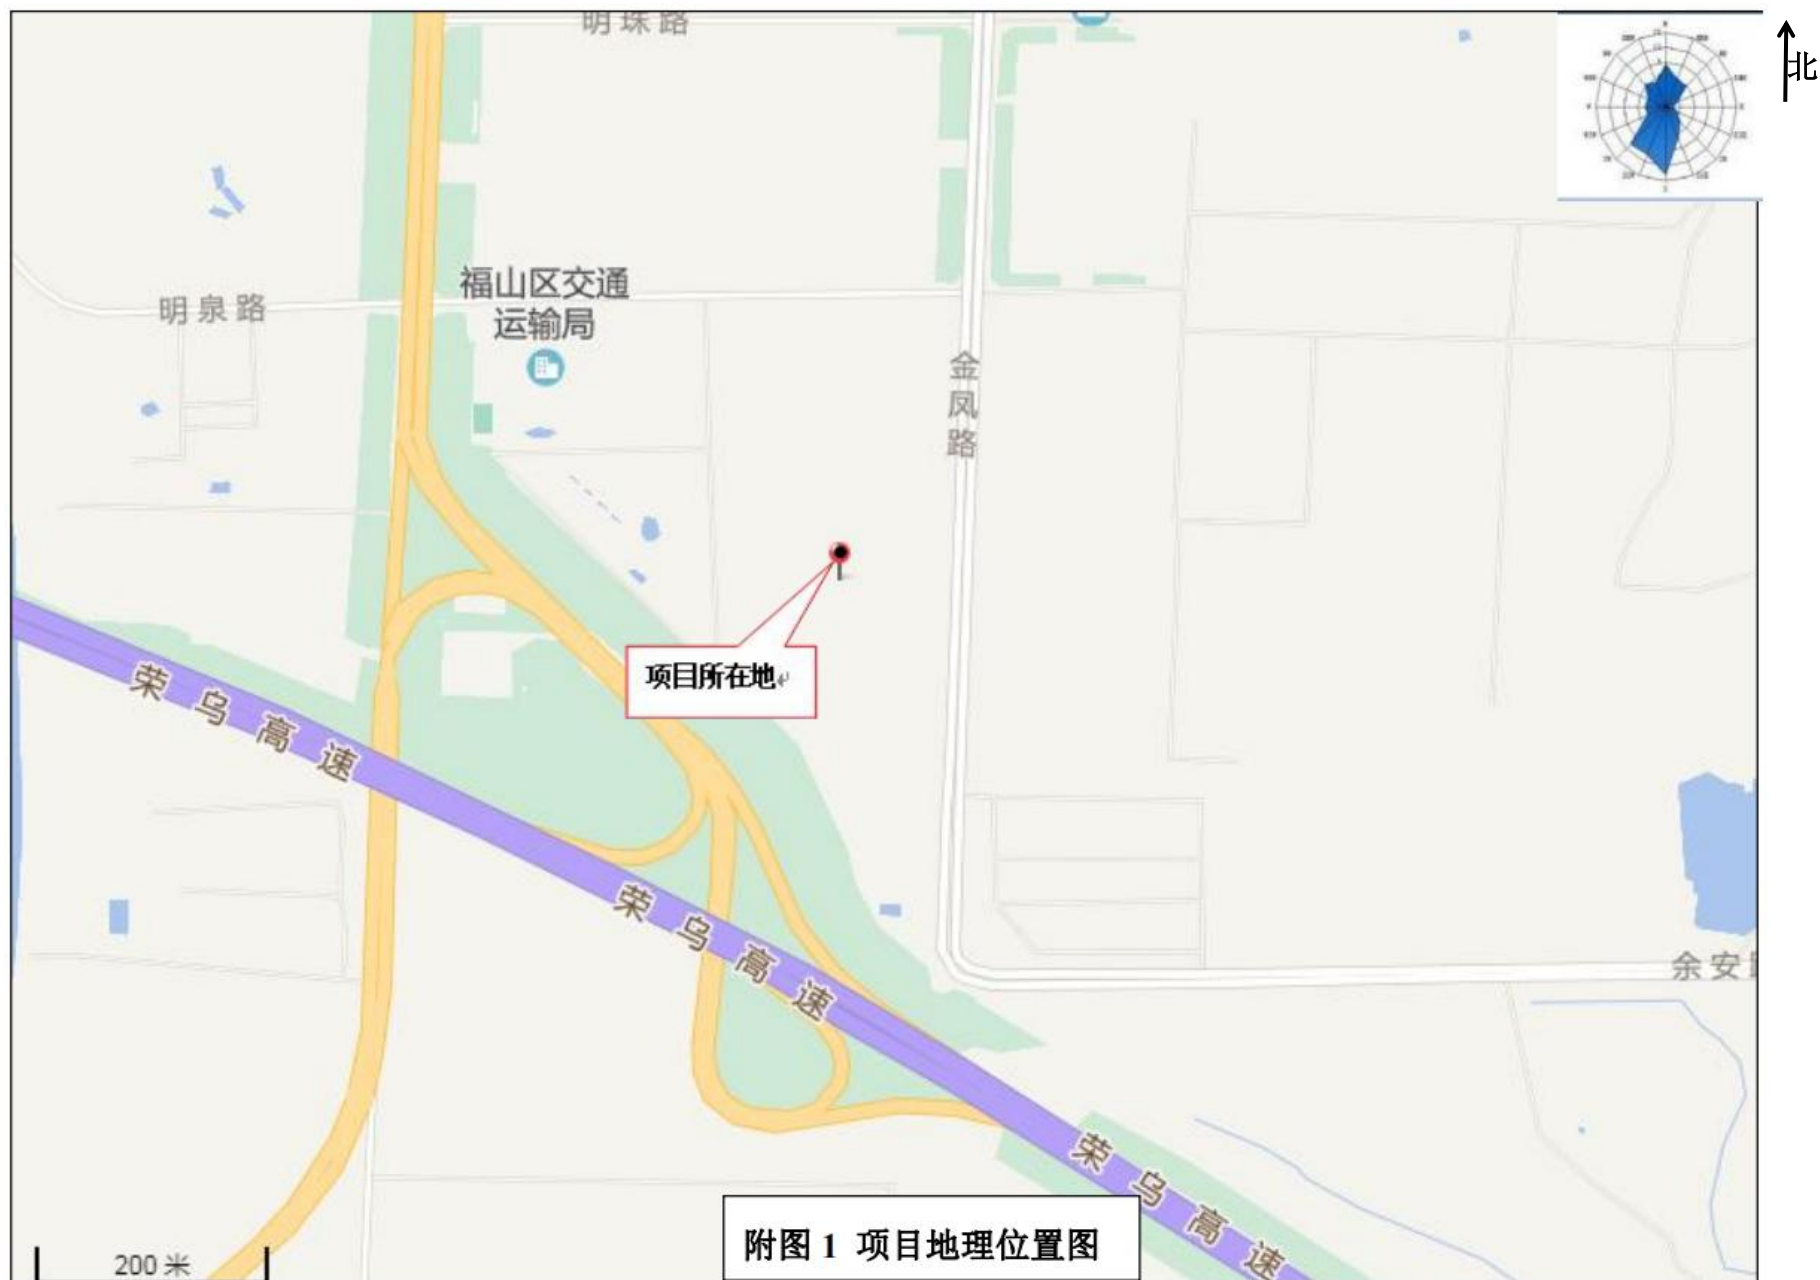 明珠路
北
福山区交通
运输局
明泉路
金凤路
项目所在地
荣乌高速
荣乌高速
余安
荣乌高速
附图 1 项目地理位置图
200 米